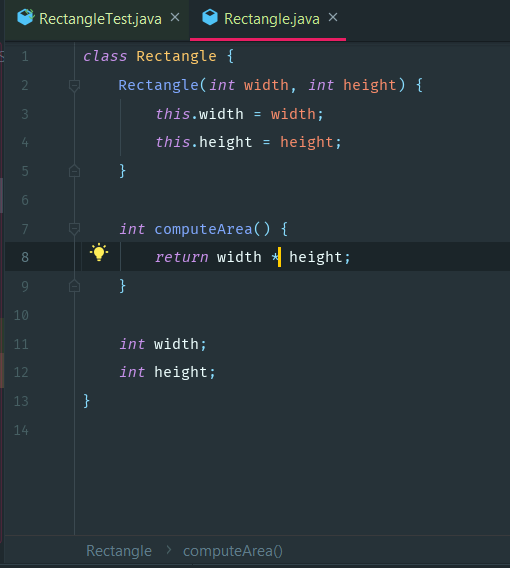 RectangleTest.java Rectangle.java
1 class Rectangle {
2 Rectangle(int width, int height) {
3 this.width = width;
4 this.height = height;
5 }
6
7 int computeArea() {
8 return width * height;
9 }
10
11 int width;
12 int height;
13 }
14
Rectangle > computeArea()